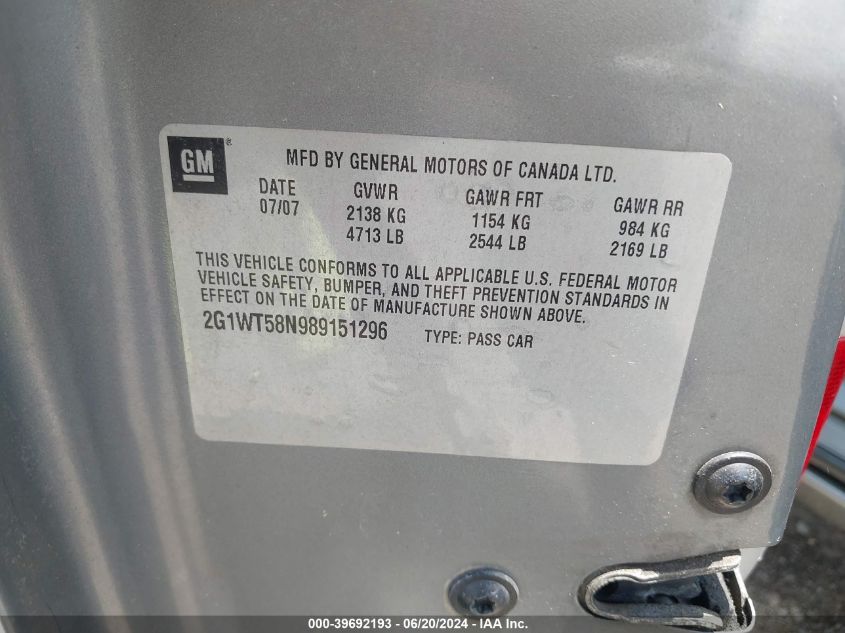 GM®
MFD BY GENERAL MOTORS OF CANADA LTD.
DATE GVWR GAWR FRT GAWR RR
07/07 2138 KG 1154 KG 984 KG
4713 LB 2544 LB 2169 LB
THIS VEHICLE CONFORMS TO ALL APPLICABLE U.S. FEDERAL MOTOR
VEHICLE SAFETY, BUMPER, AND THEFT PREVENTION STANDARDS IN
EFFECT ON THE DATE OF MANUFACTURE SHOWN ABOVE.
2G1WT58N989151296 TYPE: PASS CAR
000-39692193 - 06/20/2024 - IAA Inc.